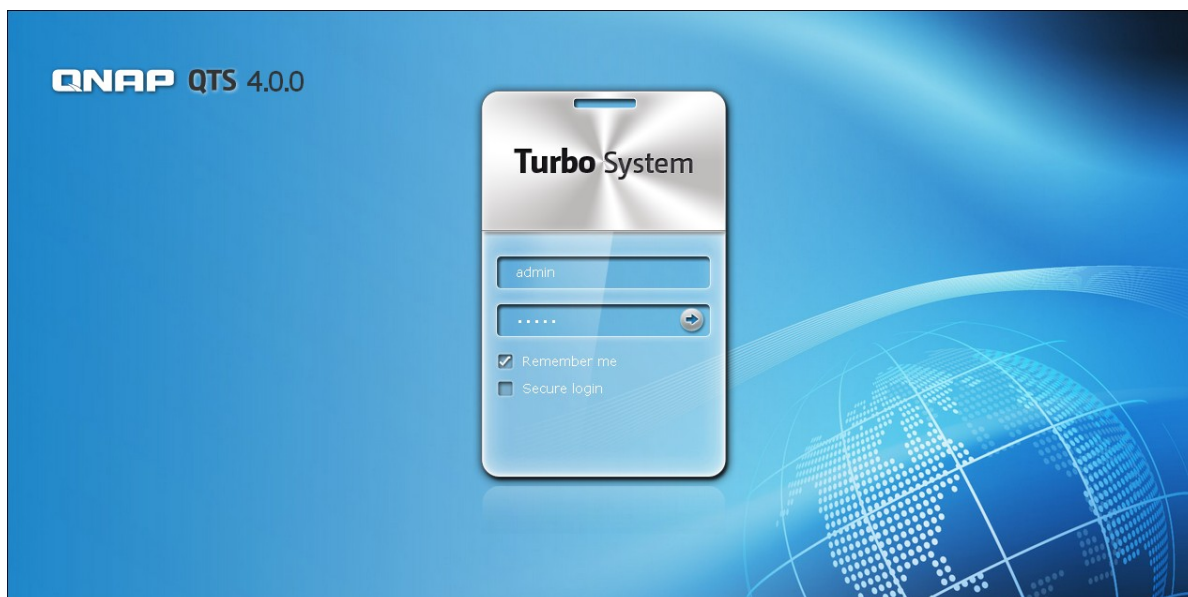 QNAP QTS 4.0.0
Turbo System
admin
•••••
Remember me
Secure login